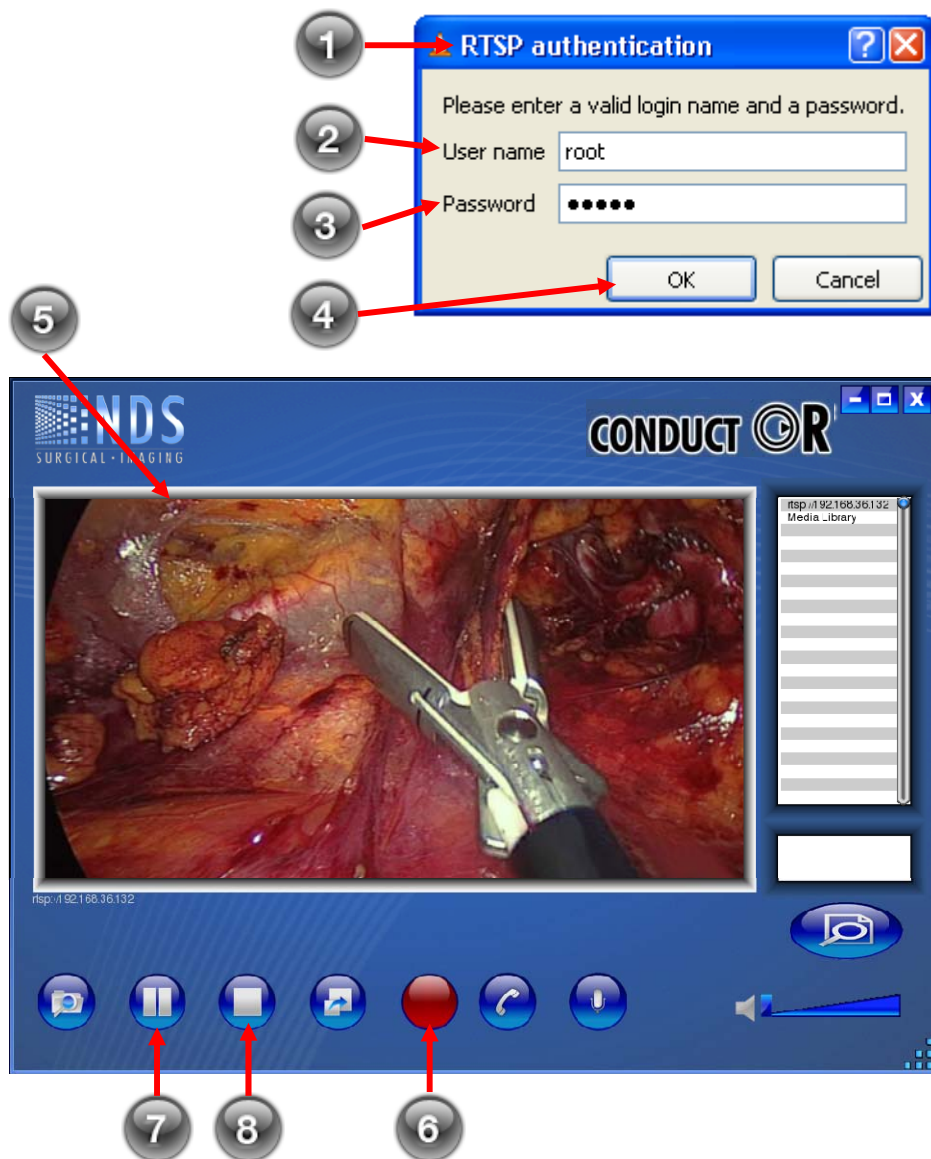 1
RTSP authentication
Please enter a valid login name and a password.
2
User name root
3
Password ●●●●●
4
OK Cancel
5
NDS
SURGICAL · IMAGING
CONDUCT OR
rtsp://192.168.36.132
Media Library
rtsp://192.168.36.132
7
8
6